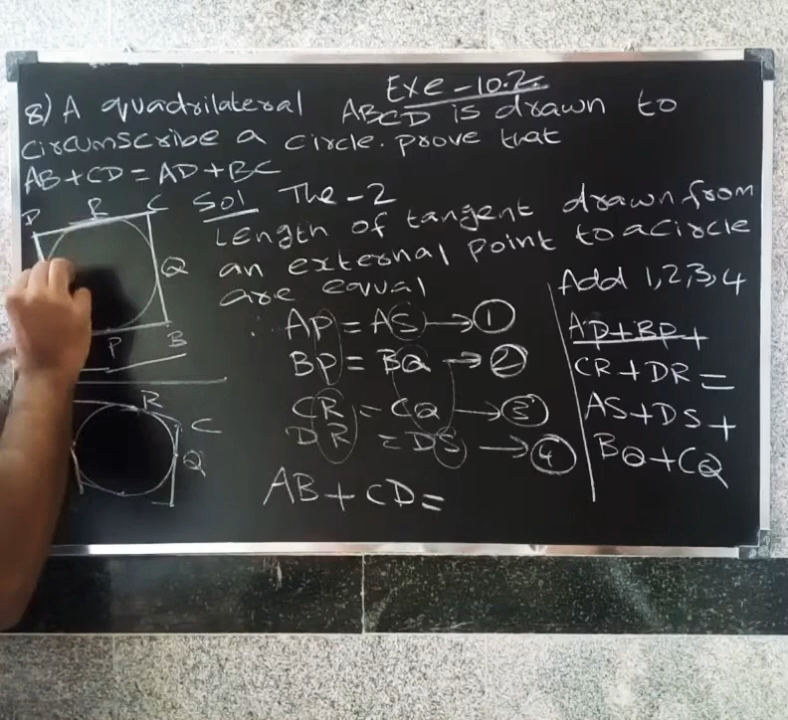 Exe-10.2.
8) A quadrilateral ABCD is drawn to
circumscribe a circle. prove that
AB+CD=AD+BC
Sol The-2
Length of tangent drawn from
an external point to a circle
are equal
D R C
Q
P B
∴ AP=AS→①
BP=BQ→②
CR=CQ→③
DR=DS→④
AB+CD=
Add 1,2,3,4
AP+BP+
CR+DR=
AS+DS+
BQ+CQ
R
C
Q